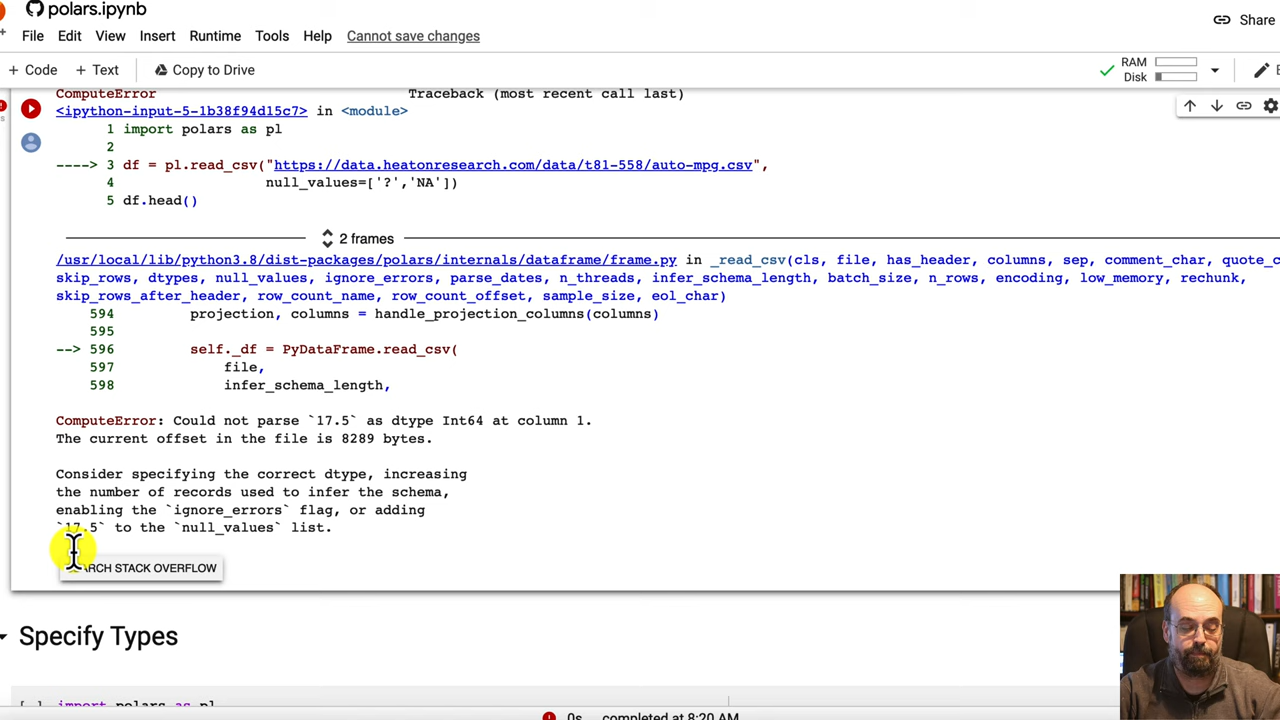 polars.ipynb
Share
File Edit View Insert Runtime Tools Help Cannot save changes
+ Code + Text Copy to Drive
RAM
Disk
ComputeError Traceback (most recent call last)
<ipython-input-5-1b38f94d15c7> in <module>
1 import polars as pl
2
----> 3 df = pl.read_csv("https://data.heatonresearch.com/data/t81-558/auto-mpg.csv",
4 null_values=['?','NA'])
5 df.head()
2 frames
/usr/local/lib/python3.8/dist-packages/polars/internals/dataframe/frame.py in _read_csv(cls, file, has_header, columns, sep, comment_char, quote_c
skip_rows, dtypes, null_values, ignore_errors, parse_dates, n_threads, infer_schema_length, batch_size, n_rows, encoding, low_memory, rechunk,
skip_rows_after_header, row_count_name, row_count_offset, sample_size, eol_char)
594 projection, columns = handle_projection_columns(columns)
595
--> 596 self._df = PyDataFrame.read_csv(
597 file,
598 infer_schema_length,
ComputeError: Could not parse `17.5` as dtype Int64 at column 1.
The current offset in the file is 8289 bytes.
Consider specifying the correct dtype, increasing
the number of records used to infer the schema,
enabling the `ignore_errors` flag, or adding
`17.5` to the `null_values` list.
ARCH STACK OVERFLOW
Specify Types
[ ] import polars as pl
0s completed at 8:20 AM